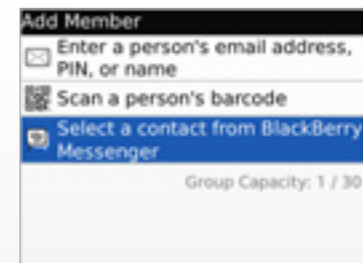 Add Member
Enter a person's email address,
PIN, or name
Scan a person's barcode
Select a contact from BlackBerry
Messenger
Group Capacity: 1 / 30